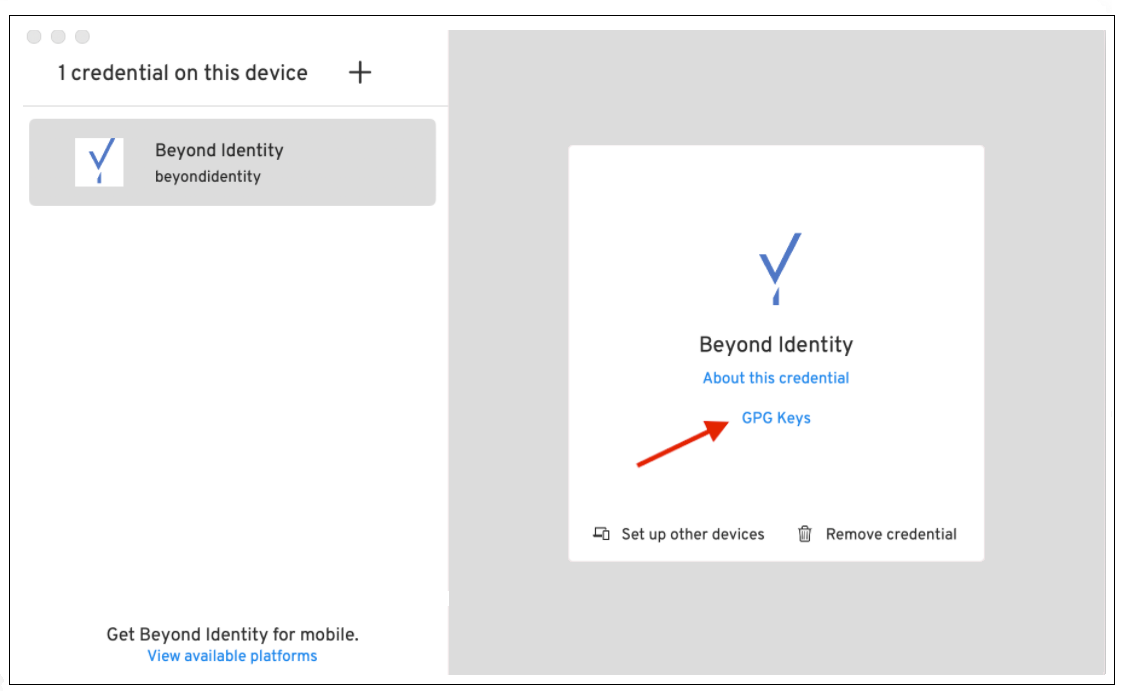 1 credential on this device
Beyond Identity
beyondidentity
Beyond Identity
About this credential
GPG Keys
Set up other devices
Remove credential
Get Beyond Identity for mobile.
View available platforms